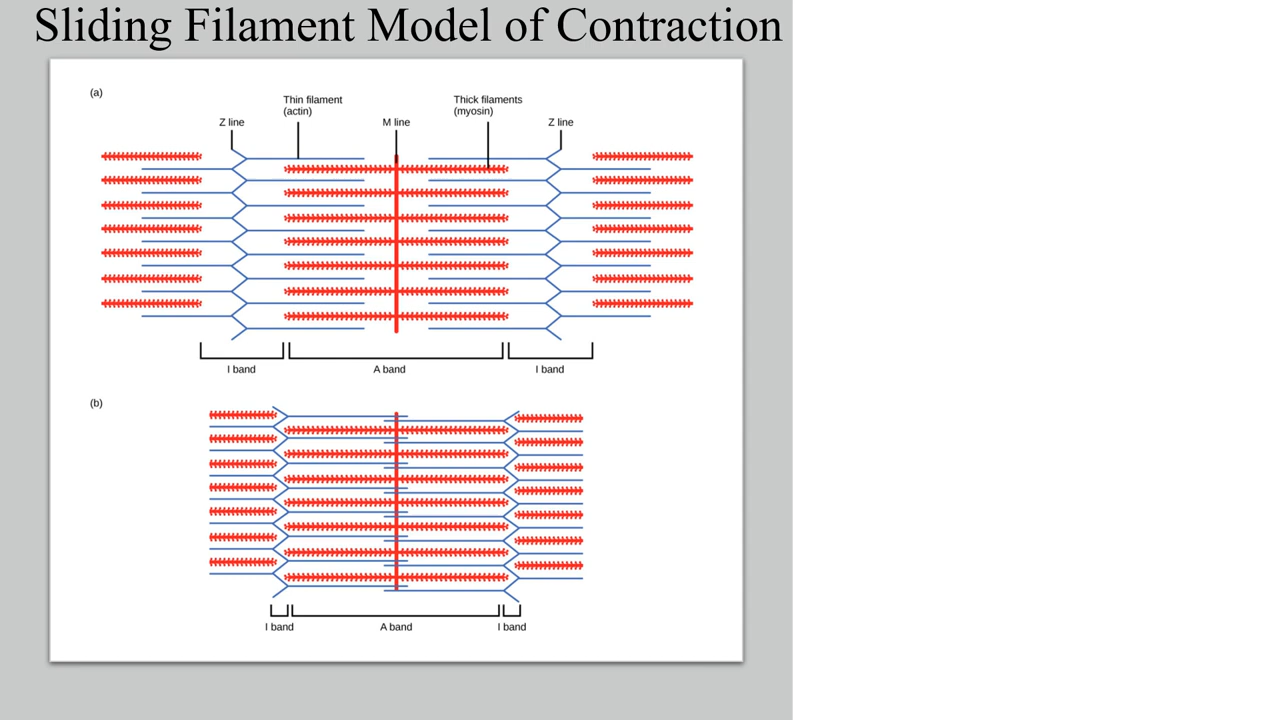 Sliding Filament Model of Contraction
(a)
Thin filament
(actin)
Thick filaments
(myosin)
Z line
M line
Z line
I band
A band
I band
(b)
I band
A band
I band